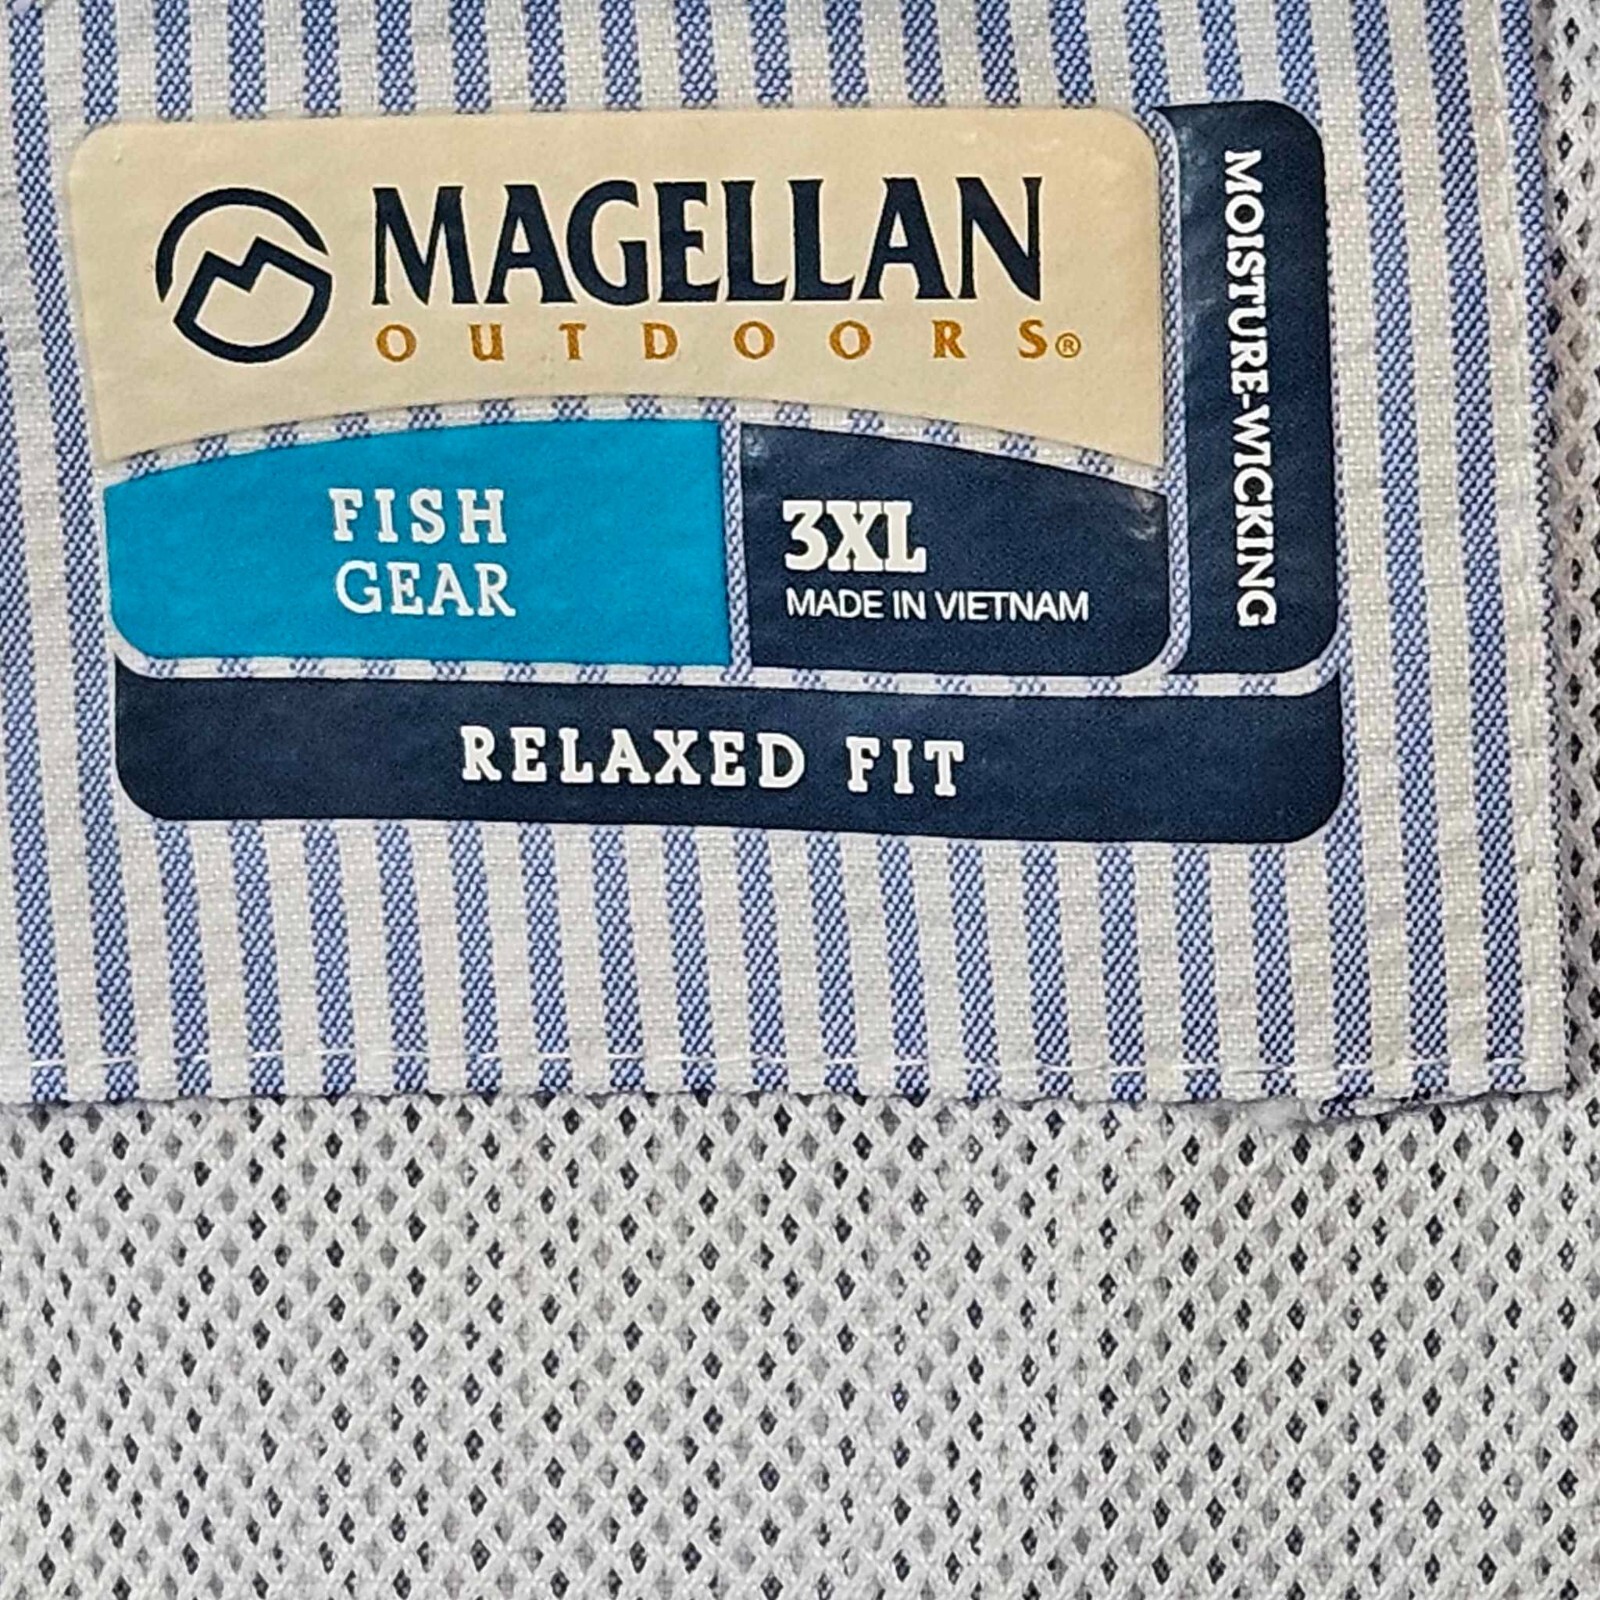 MAGELLAN
OUTDOORS®
FISH
GEAR
3XL
MADE IN VIETNAM
MOISTURE-WICKING
RELAXED FIT